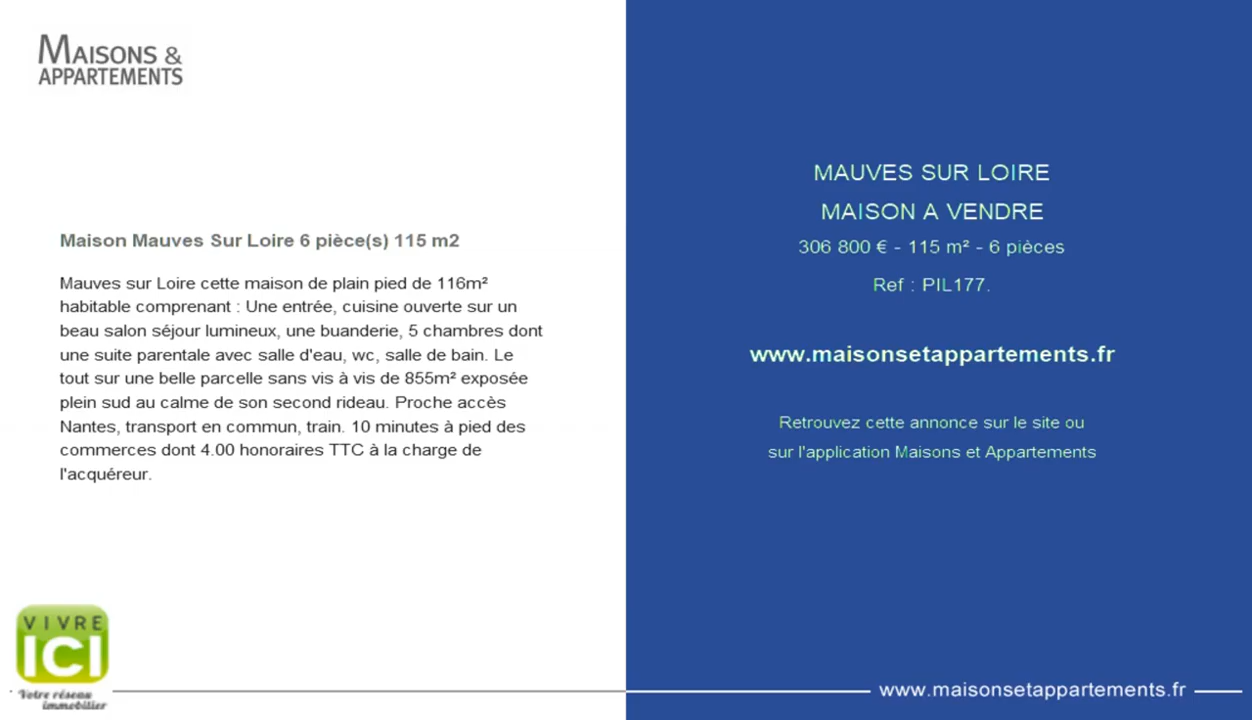 MAISONS &
APPARTEMENTS
Maison Mauves Sur Loire 6 pièce(s) 115 m2
Mauves sur Loire cette maison de plain pied de 116m²
habitable comprenant : Une entrée, cuisine ouverte sur un
beau salon séjour lumineux, une buanderie, 5 chambres dont
une suite parentale avec salle d'eau, wc, salle de bain. Le
tout sur une belle parcelle sans vis à vis de 855m² exposée
plein sud au calme de son second rideau. Proche accès
Nantes, transport en commun, train. 10 minutes à pied des
commerces dont 4.00 honoraires TTC à la charge de
l'acquéreur.
VIVRE
ICI
Votre réseau
immobilier
MAUVES SUR LOIRE
MAISON A VENDRE
306 800 € - 115 m² - 6 pièces
Ref : PIL177.
www.maisonsetappartements.fr
Retrouvez cette annonce sur le site ou
sur l'application Maisons et Appartements
www.maisonsetappartements.fr